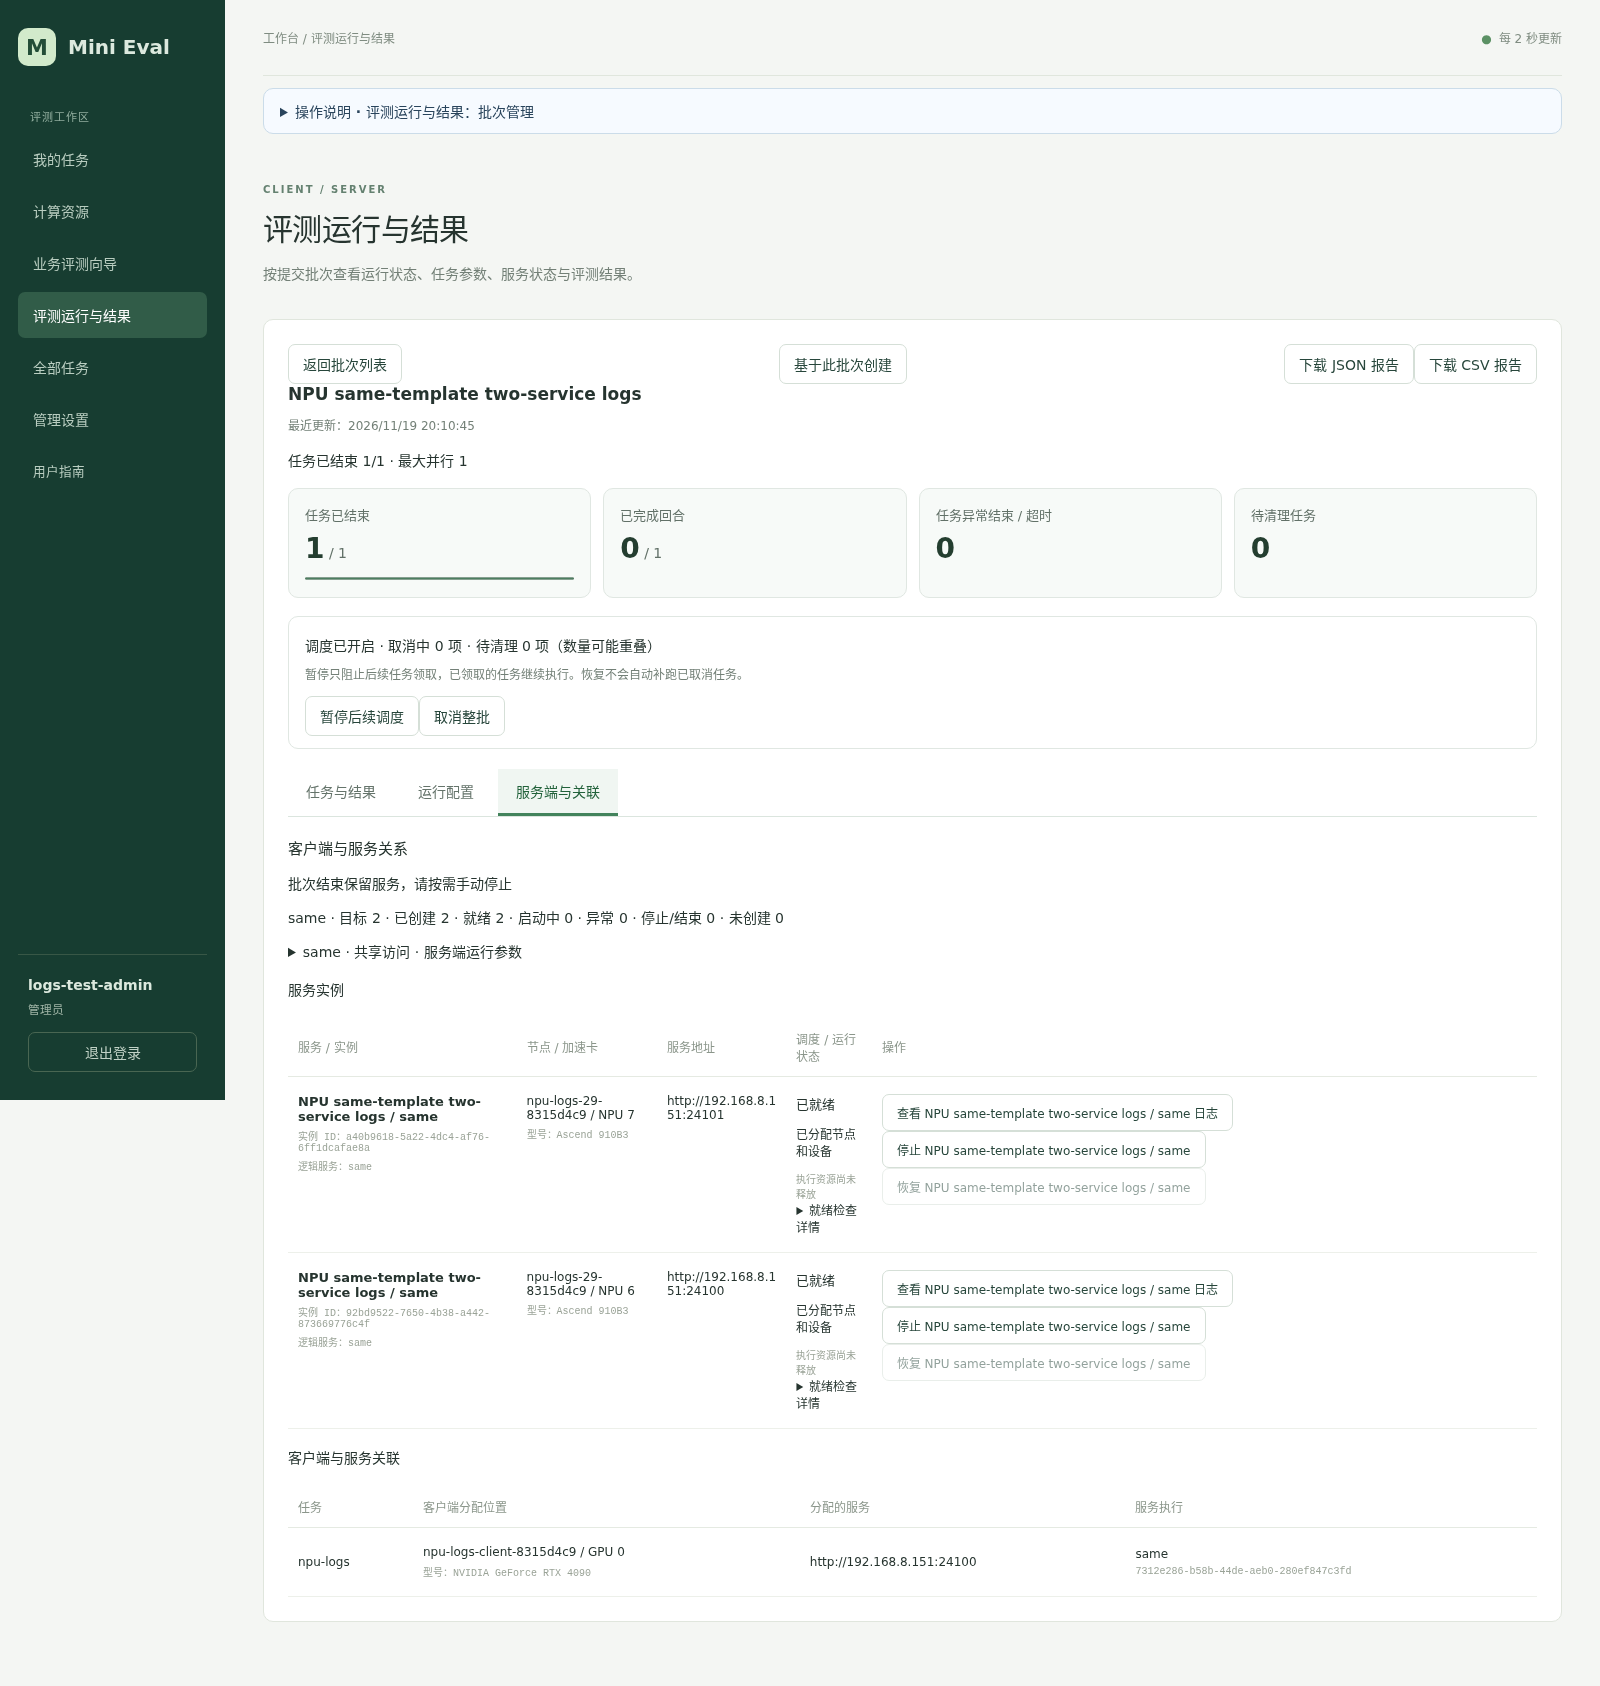 M Mini Eval
评测工作区
我的任务
计算资源
业务评测向导
评测运行与结果
全部任务
管理设置
用户指南
logs-test-admin
管理员
退出登录
工作台 / 评测运行与结果
每 2 秒更新
▶ 操作说明 · 评测运行与结果：批次管理
CLIENT / SERVER
评测运行与结果
按提交批次查看运行状态、任务参数、服务状态与评测结果。
返回批次列表 基于此批次创建 下载 JSON 报告 下载 CSV 报告
NPU same-template two-service logs
最近更新：2026/11/19 20:10:45
任务已结束 1/1 · 最大并行 1
任务已结束
1 / 1
已完成回合
0 / 1
任务异常结束 / 超时
0
待清理任务
0
调度已开启 · 取消中 0 项 · 待清理 0 项（数量可能重叠）
暂停只阻止后续任务领取，已领取的任务继续执行。恢复不会自动补跑已取消任务。
暂停后续调度 取消整批
任务与结果 运行配置 服务端与关联
客户端与服务关系
批次结束保留服务，请按需手动停止
same · 目标 2 · 已创建 2 · 就绪 2 · 启动中 0 · 异常 0 · 停止/结束 0 · 未创建 0
▶ same · 共享访问 · 服务端运行参数
服务实例
服务 / 实例 节点 / 加速卡 服务地址 调度 / 运行
状态 操作
NPU same-template two-
service logs / same
实例 ID：a40b9618-5a22-4dc4-af76-
6ff1dcafae8a
逻辑服务：same
npu-logs-29-
8315d4c9 / NPU 7
型号：Ascend 910B3
http://192.168.8.1
51:24101
已就绪
已分配节点
和设备
执行资源尚未
释放
▶ 就绪检查
详情
查看 NPU same-template two-service logs / same 日志
停止 NPU same-template two-service logs / same
恢复 NPU same-template two-service logs / same
NPU same-template two-
service logs / same
实例 ID：92bd9522-7650-4b38-a442-
873669776c4f
逻辑服务：same
npu-logs-29-
8315d4c9 / NPU 6
型号：Ascend 910B3
http://192.168.8.1
51:24100
已就绪
已分配节点
和设备
执行资源尚未
释放
▶ 就绪检查
详情
查看 NPU same-template two-service logs / same 日志
停止 NPU same-template two-service logs / same
恢复 NPU same-template two-service logs / same
客户端与服务关联
任务 客户端分配位置 分配的服务 服务执行
npu-logs
npu-logs-client-8315d4c9 / GPU 0
型号：NVIDIA GeForce RTX 4090
http://192.168.8.151:24100
same
7312e286-b58b-44de-aeb0-280ef847c3fd